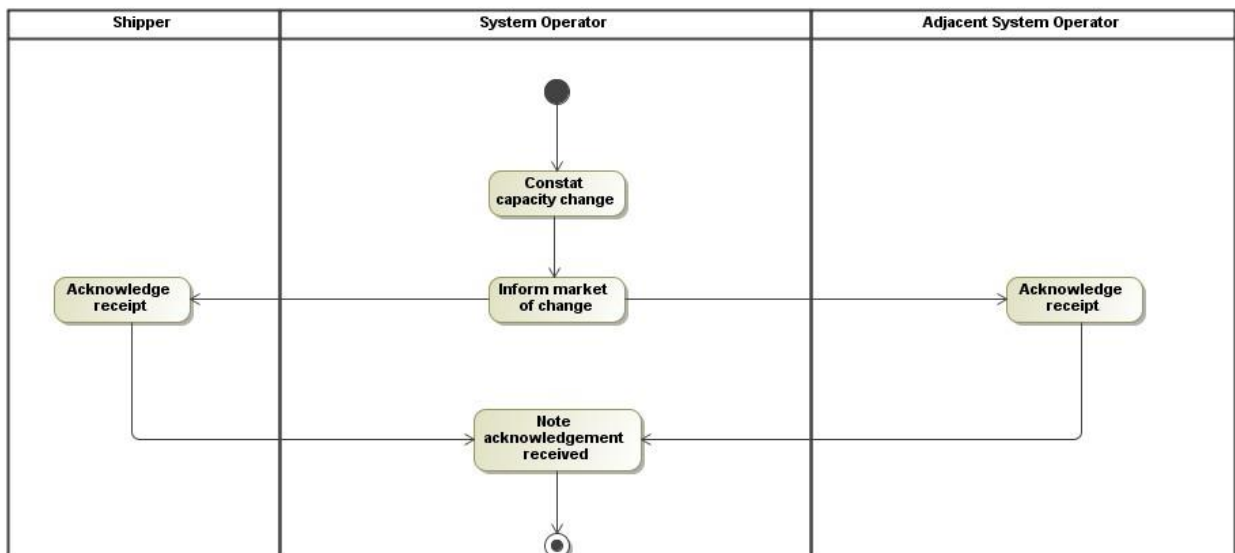 Shipper
System Operator
Adjacent System Operator
Constat
capacity change
Acknowledge
receipt
Inform market
of change
Acknowledge
receipt
Note
acknowledgement
received